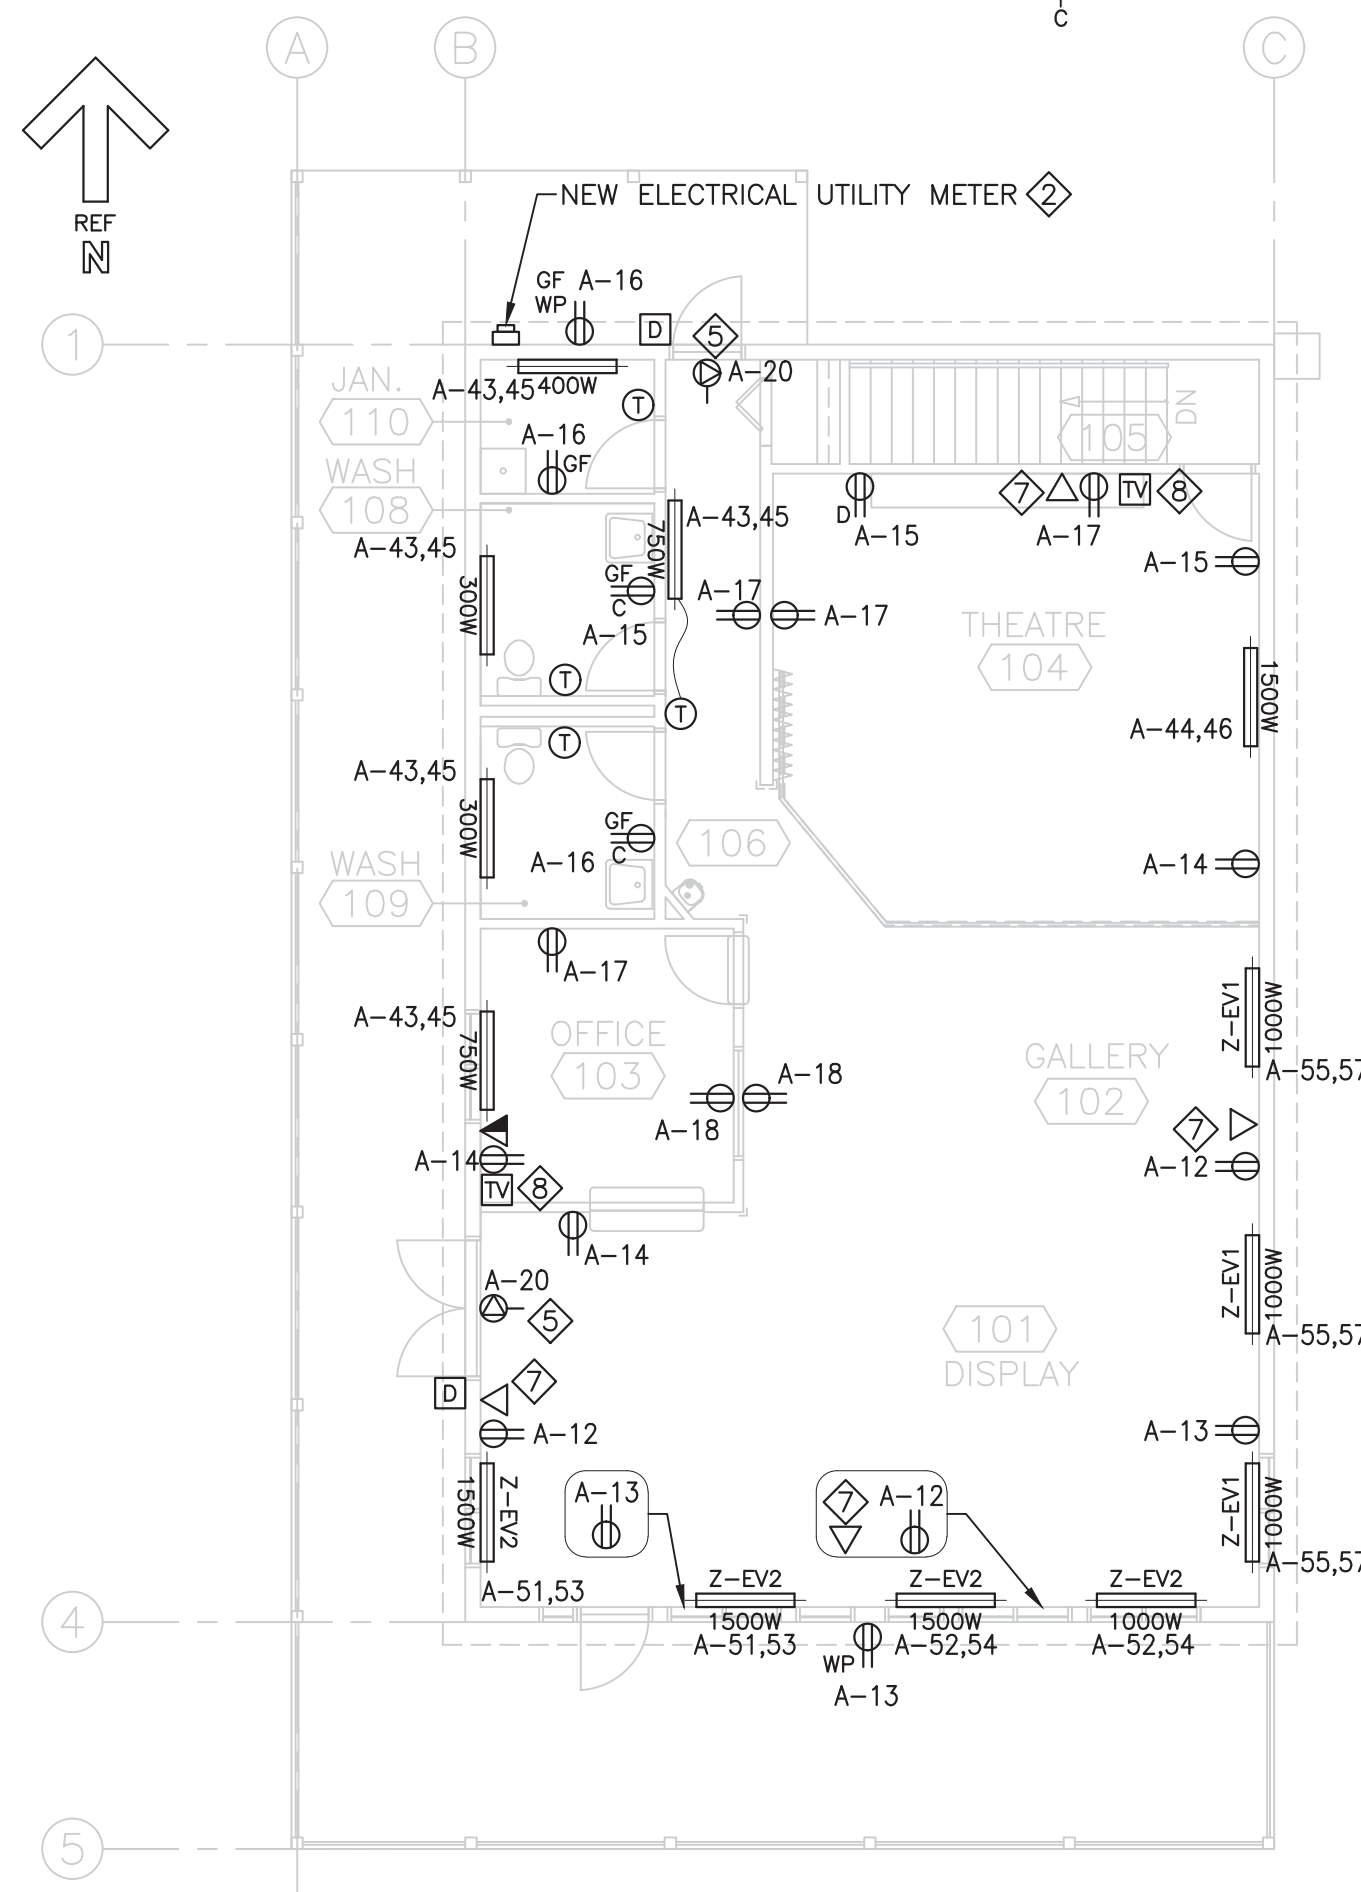 C
A
B
C
REF
N
NEW ELECTRICAL UTILITY METER 2
GF
WP
A-16
D
5
1
A-20
JAN.
110
A-43,45
400W
T
DN
105
A-16
GF
WASH
108
7
TV
8
D
A-15
A-17
A-43,45
750W
A-43,45
300W
GF
C
A-15
A-17
A-17
A-15
THEATRE
104
1500W
A-44,46
T
T
T
A-43,45
300W
GF
C
A-16
106
A-14
WASH
109
A-17
A-43,45
750W
OFFICE
103
Z-EV1
1000W
A-55,57
GALLERY
102
A-18
A-18
7
A-12
A-14
TV
8
A-14
Z-EV1
1000W
A-55,57
A-20
5
101
DISPLAY
7
D
A-12
A-13
1500W
Z-EV2
A-51,53
A-13
7
A-12
Z-EV1
1000W
A-55,57
Z-EV2
1500W
A-51,53
Z-EV2
1500W
A-52,54
Z-EV2
1000W
A-52,54
4
WP
A-13
5